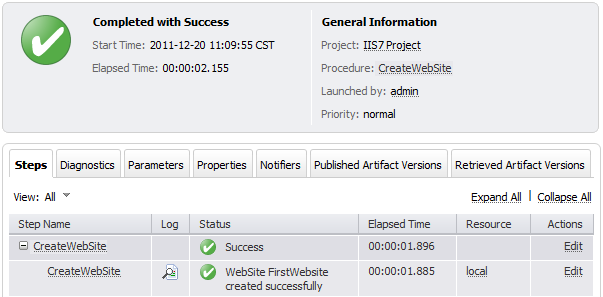 Completed with Success
Start Time: 2011-12-20 11:09:55 CST
Elapsed Time: 00:00:02.155
General Information
Project: IIS7 Project
Procedure: CreateWebSite
Launched by: admin
Priority: normal
Steps Diagnostics Parameters Properties Notifiers Published Artifact Versions Retrieved Artifact Versions
View: All Expand All Collapse All
Step Name Log Status Elapsed Time Resource Actions
CreateWebSite Success 00:00:01.896 Edit
CreateWebSite WebSite FirstWebsite 00:00:01.885 local Edit
created successfully